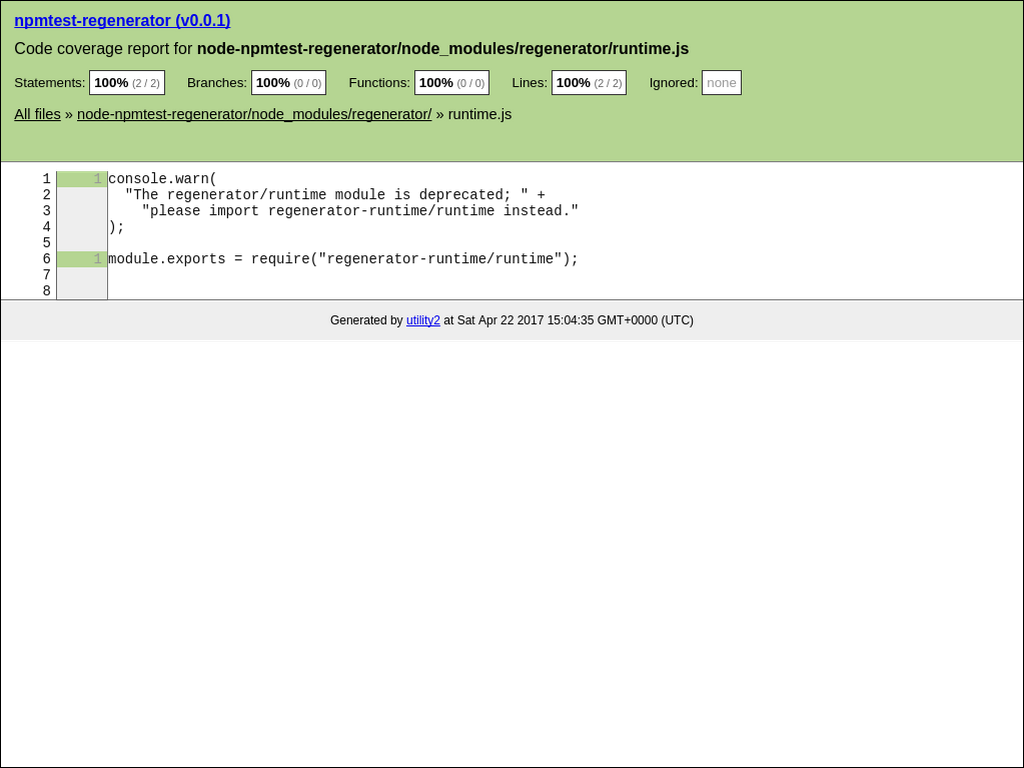 npmtest-regenerator (v0.0.1)
Code coverage report for node-npmtest-regenerator/node_modules/regenerator/runtime.js
Statements: 100% (2 / 2) Branches: 100% (0 / 0) Functions: 100% (0 / 0) Lines: 100% (2 / 2) Ignored: none
All files » node-npmtest-regenerator/node_modules/regenerator/ » runtime.js
1 1 console.warn(
2 "The regenerator/runtime module is deprecated; " +
3 "please import regenerator-runtime/runtime instead."
4 );
5
6 1 module.exports = require("regenerator-runtime/runtime");
7
8
Generated by utility2 at Sat Apr 22 2017 15:04:35 GMT+0000 (UTC)